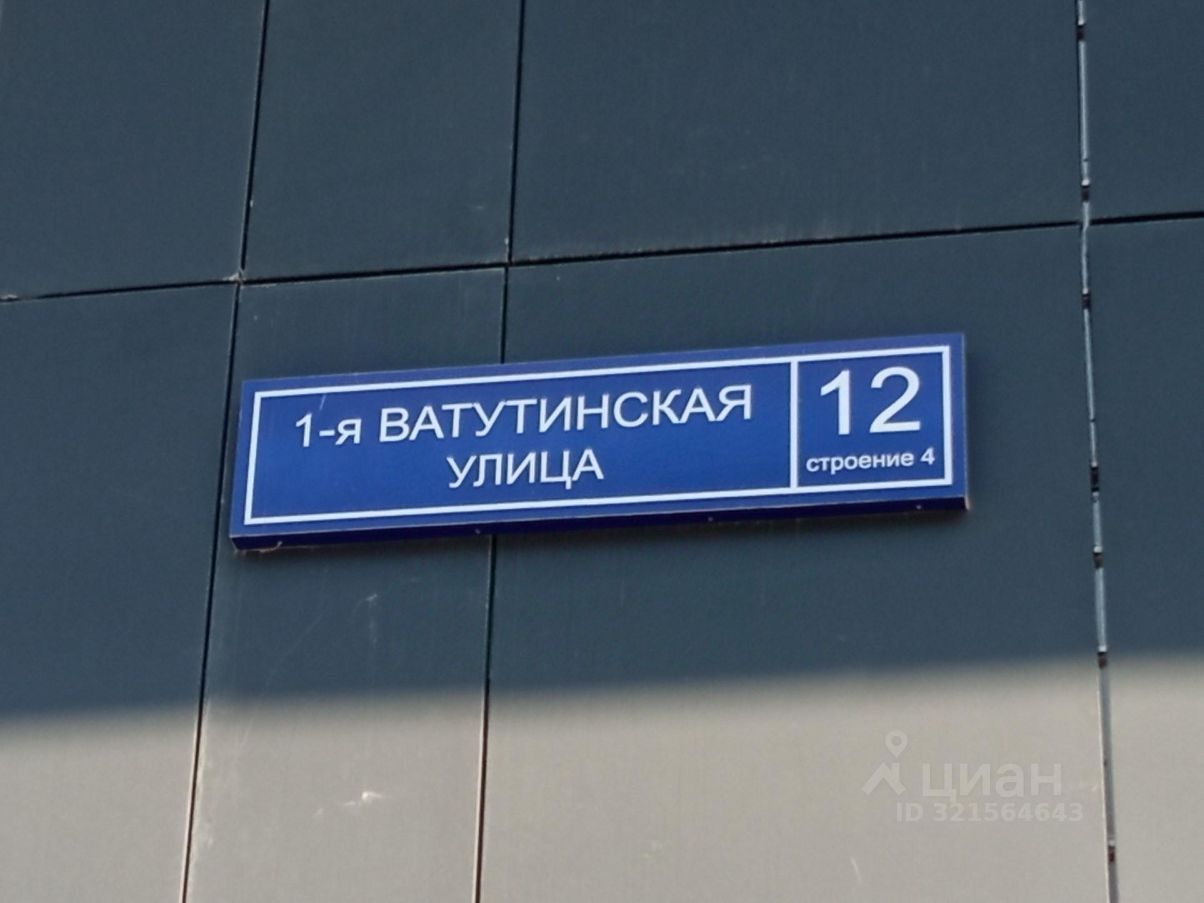 1-я ВАТУТИНСКАЯ
УЛИЦА
12
строение 4
циан
ID 321564643